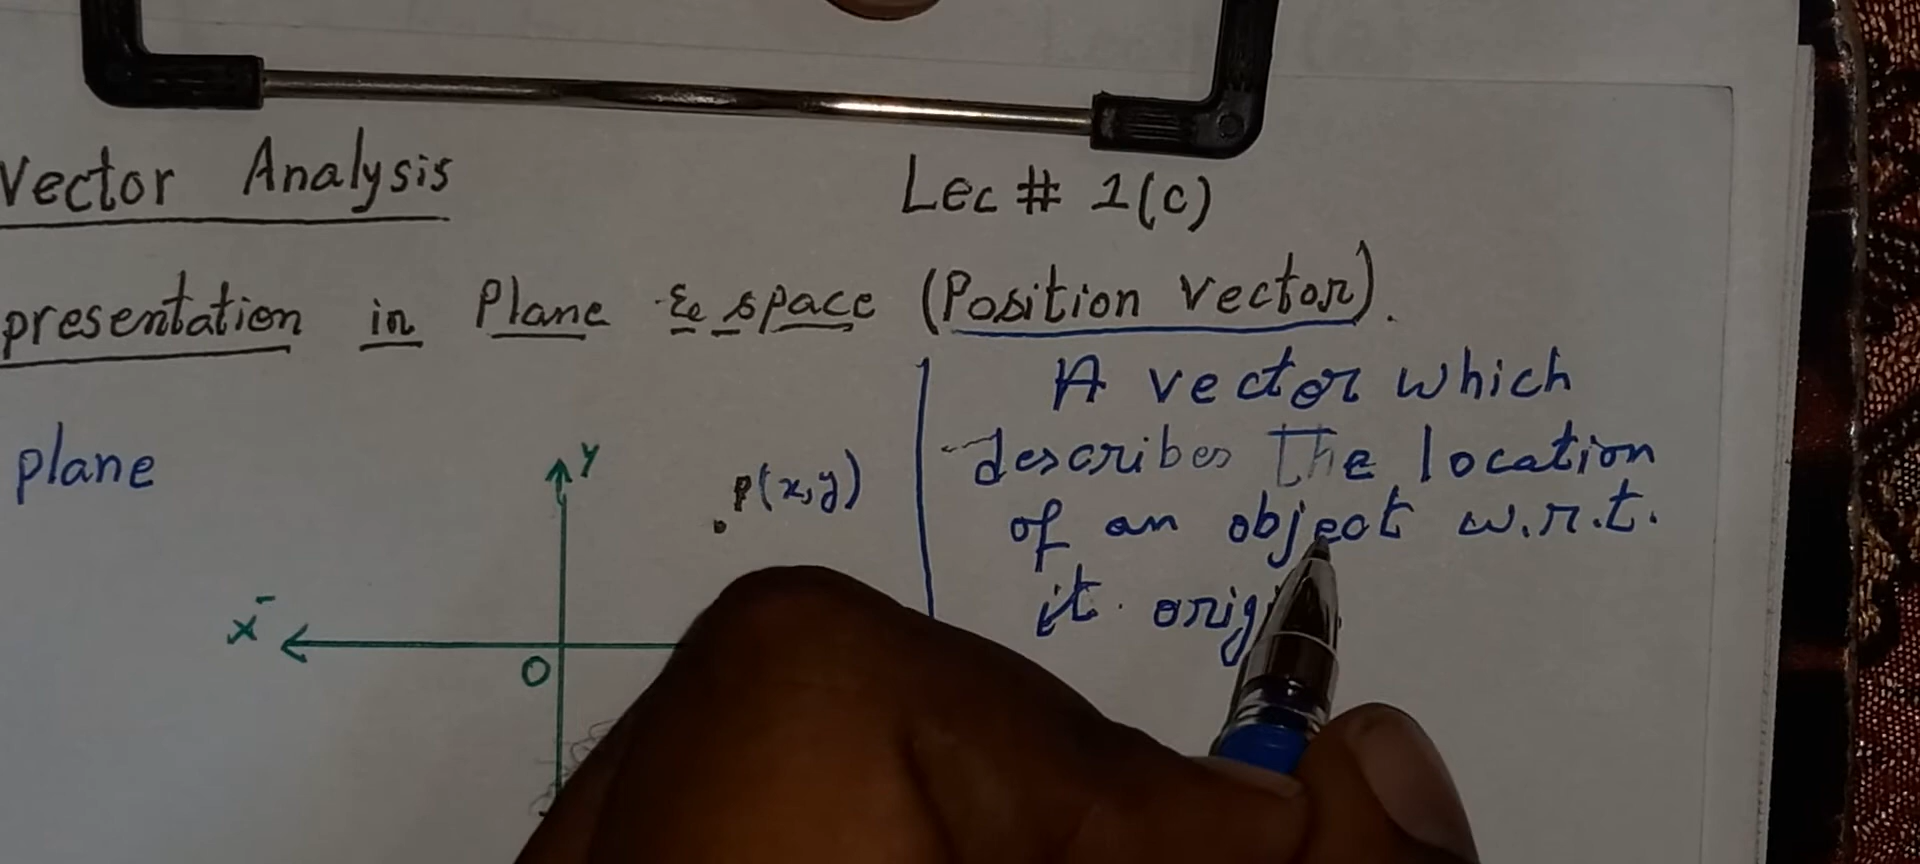 Vector Analysis
Lec # 1(c)
presentation in Plane & space (Position vector).
plane
A vector which
describes the location
of an object w.r.t.
it orig
y
P(x,y)
x̄
O